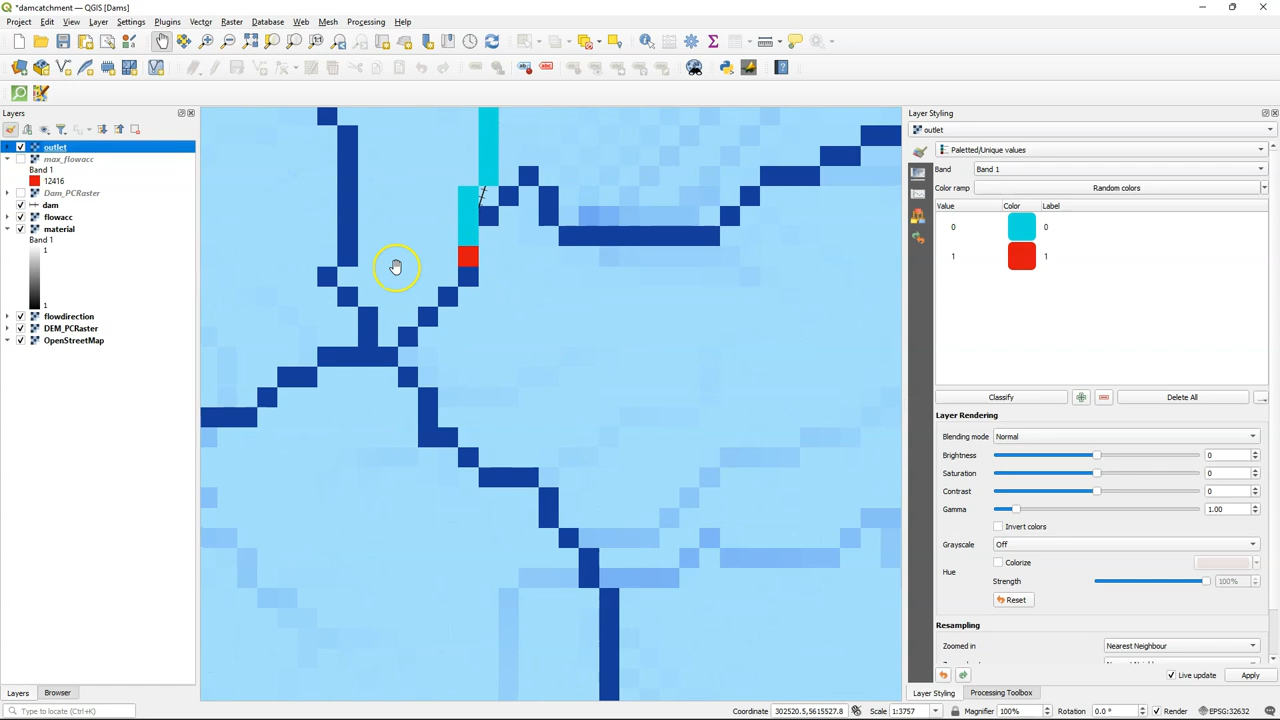 *damcatchment — QGIS [Dams]
Project Edit View Layer Settings Plugins Vector Raster Database Web Mesh Processing Help
Layers
outlet
max_flowacc
Band 1
12416
Dam_PCRaster
dam
flowacc
material
Band 1
1
1
flowdirection
DEM_PCRaster
OpenStreetMap
Layers Browser
Layer Styling
outlet
Paletted/Unique values
Band Band 1
Color ramp Random colors
Value Color Label
0 0
1 1
Classify Delete All
Layer Rendering
Blending mode Normal
Brightness 0
Saturation 0
Contrast 0
Gamma 1.00
Invert colors
Grayscale Off
Colorize
Hue
Strength 100%
Reset
Resampling
Zoomed in Nearest Neighbour
Live update Apply
Layer Styling Processing Toolbox
Type to locate (Ctrl+K) Coordinate 302520.5,5615527.8 Scale 1:3757 Magnifier 100% Rotation 0.0 ° Render EPSG:32632